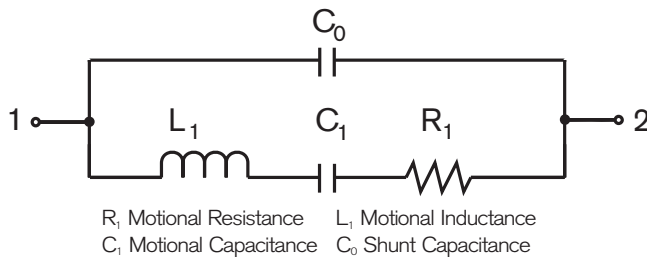 C₀
1 2
L₁ C₁ R₁
R₁ Motional Resistance L₁ Motional Inductance
C₁ Motional Capacitance C₀ Shunt Capacitance